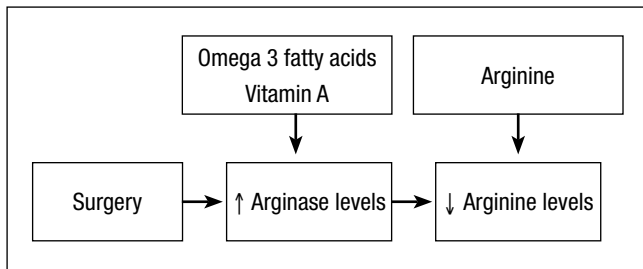 Omega 3 fatty acids
Vitamin A
Arginine
Surgery
↑ Arginase levels
↓ Arginine levels